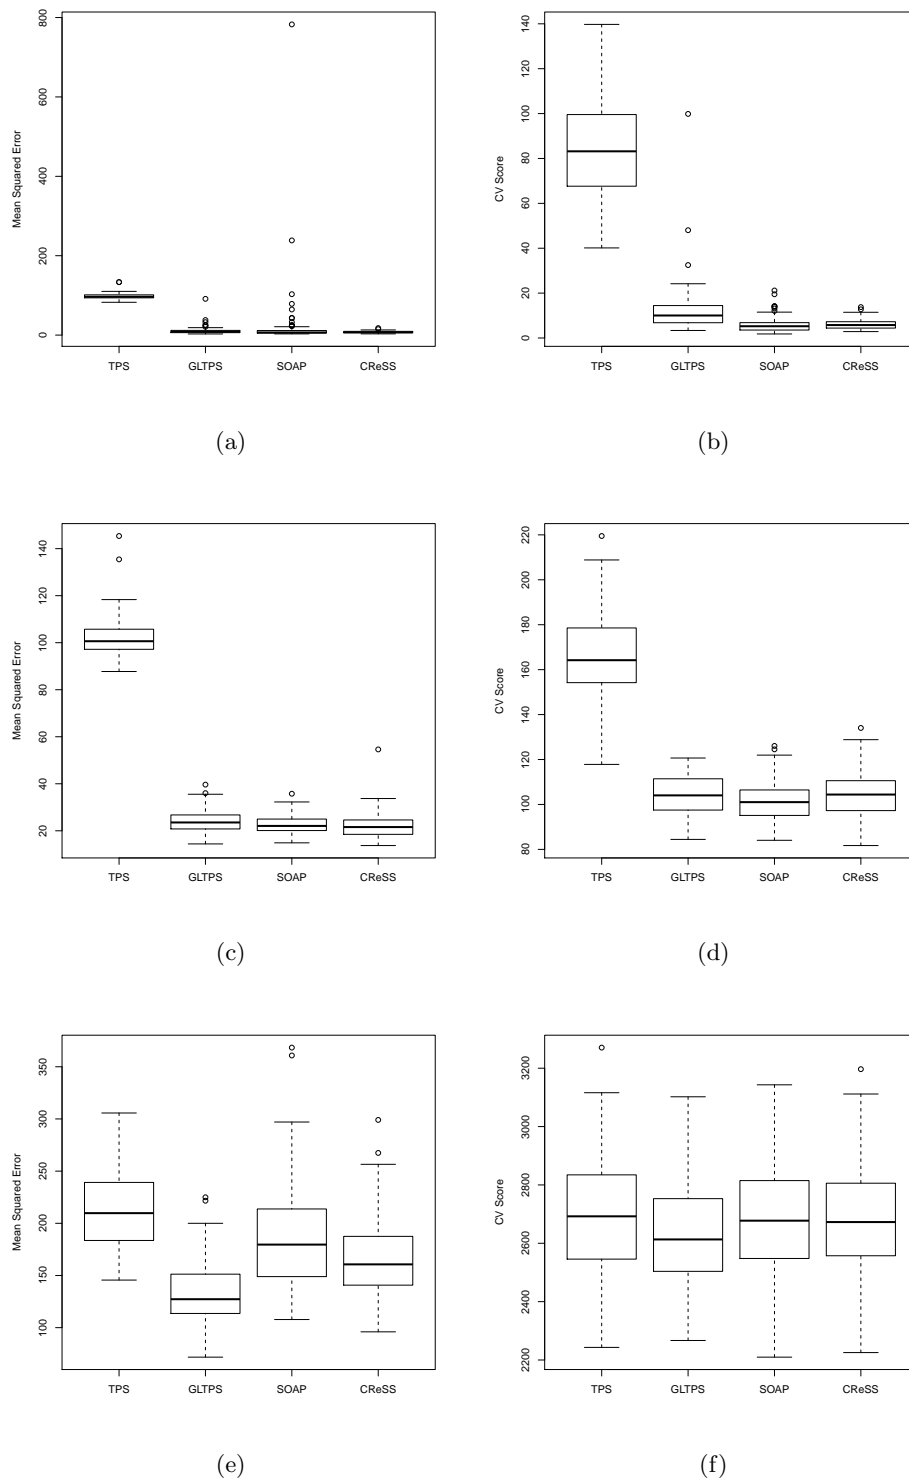 Mean Squared Error
0 200 400 600 800
TPS GLTPS SOAP CReSS
(a)
CV Score
0 20 40 60 80 100 120 140
TPS GLTPS SOAP CReSS
(b)
Mean Squared Error
20 40 60 80 100 120 140
TPS GLTPS SOAP CReSS
(c)
CV Score
80 100 120 140 160 180 200 220
TPS GLTPS SOAP CReSS
(d)
Mean Squared Error
100 150 200 250 300 350
TPS GLTPS SOAP CReSS
(e)
CV Score
2200 2400 2600 2800 3000 3200
TPS GLTPS SOAP CReSS
(f)